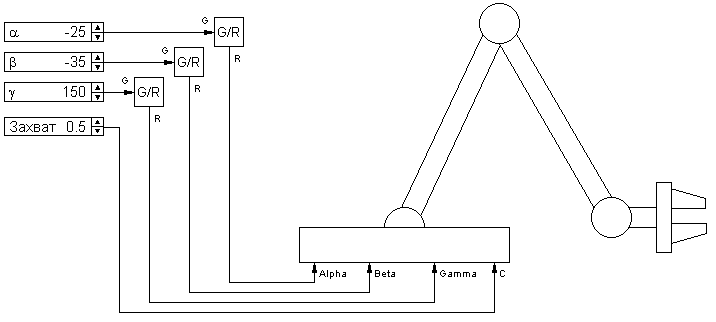 α -25
G
G/R
R
β -35
G
G/R
R
γ 150
G
G/R
R
Захват 0.5
Alpha
Beta
Gamma
C